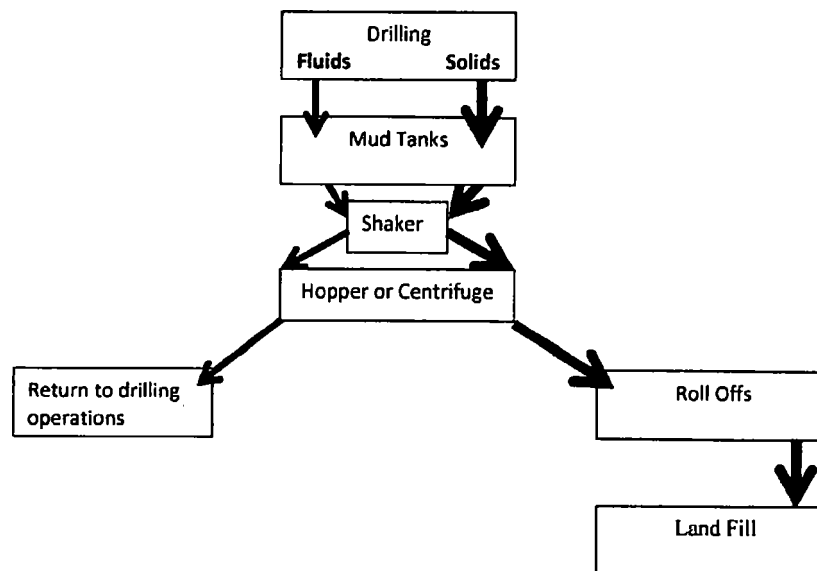 Drilling
Fluids Solids
Mud Tanks
Shaker
Hopper or Centrifuge
Return to drilling
operations
Roll Offs
Land Fill